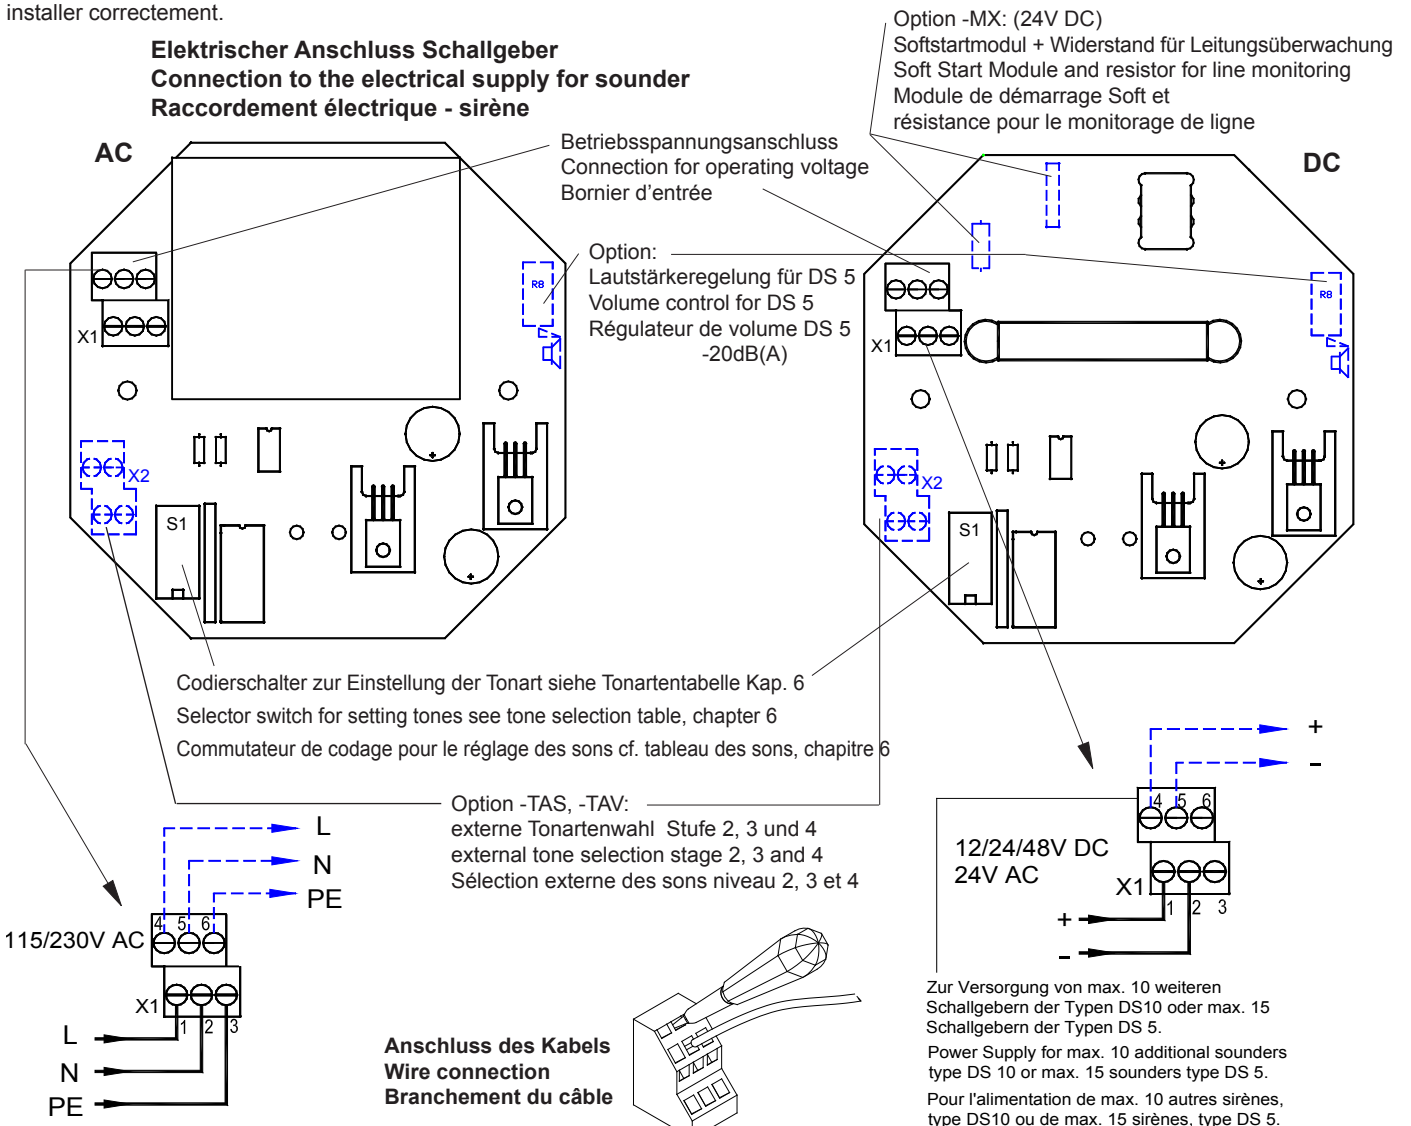 installer correctement.
Elektrischer Anschluss Schallgeber
Connection to the electrical supply for sounder
Raccordement électrique - sirène
Option -MX: (24V DC)
Softstartmodul + Widerstand für Leitungsüberwachung
Soft Start Module and resistor for line monitoring
Module de démarrage Soft et
résistance pour le monitorage de ligne
AC
Betriebsspannungsanschluss
Connection for operating voltage
Bornier d'entrée
DC
Option:
Lautstärkeregelung für DS 5
Volume control for DS 5
Régulateur de volume DS 5
-20dB(A)
R8
X1
X2
S1
R8
X1
X2
S1
Codierschalter zur Einstellung der Tonart siehe Tonartentabelle Kap. 6
Selector switch for setting tones see tone selection table, chapter 6
Commutateur de codage pour le réglage des sons cf. tableau des sons, chapitre 6
Option -TAS, -TAV:
externe Tonartenwahl Stufe 2, 3 und 4
external tone selection stage 2, 3 and 4
Sélection externe des sons niveau 2, 3 et 4
L
N
PE
4 5 6
115/230V AC
X1
1 2 3
L
N
PE
Anschluss des Kabels
Wire connection
Branchement du câble
+
-
4 5 6
12/24/48V DC
24V AC
X1
1 2 3
+
-
Zur Versorgung von max. 10 weiteren
Schallgebern der Typen DS10 oder max. 15
Schallgebern der Typen DS 5.
Power Supply for max. 10 additional sounders
type DS 10 or max. 15 sounders type DS 5.
Pour l'alimentation de max. 10 autres sirènes,
type DS10 ou de max. 15 sirènes, type DS 5.